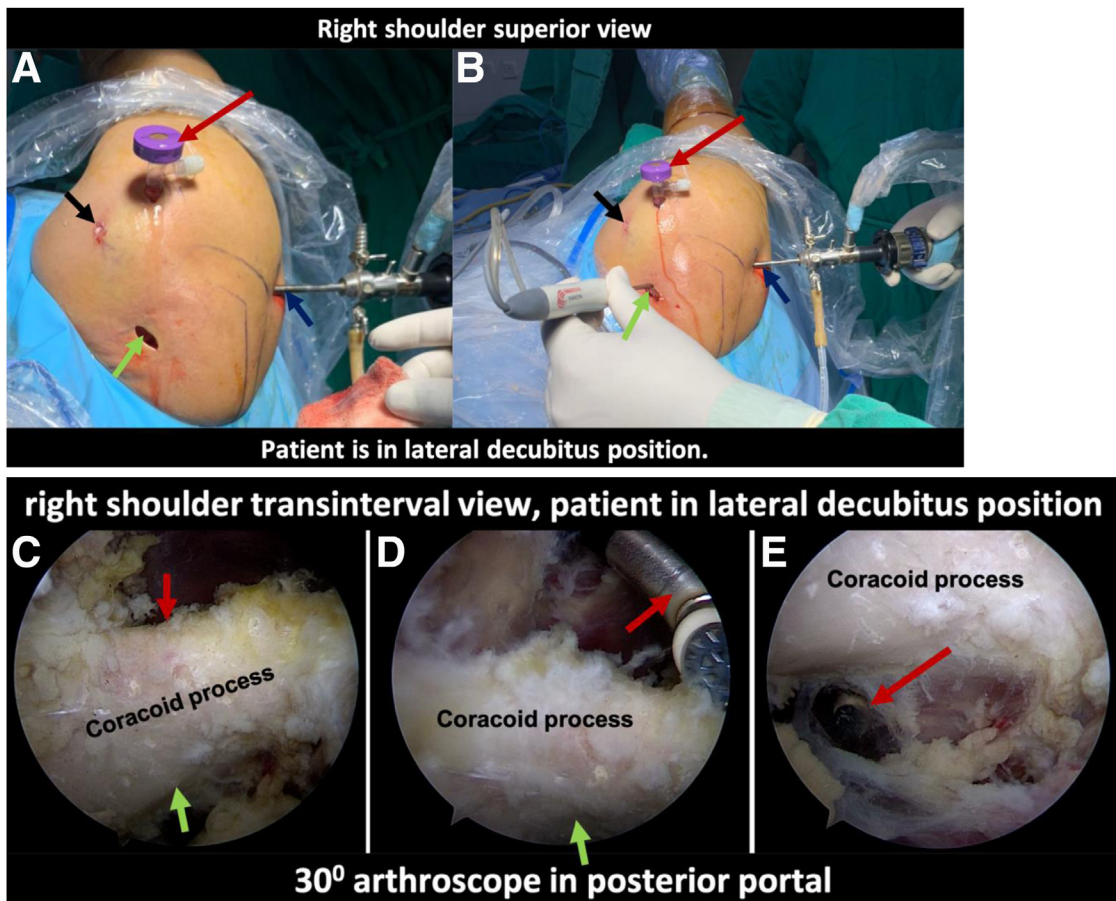 Right shoulder superior view
A
B
Patient is in lateral decubitus position.
right shoulder transinterval view, patient in lateral decubitus position
C
D
E
Coracoid process
Coracoid process
Coracoid process
30⁰ arthroscope in posterior portal